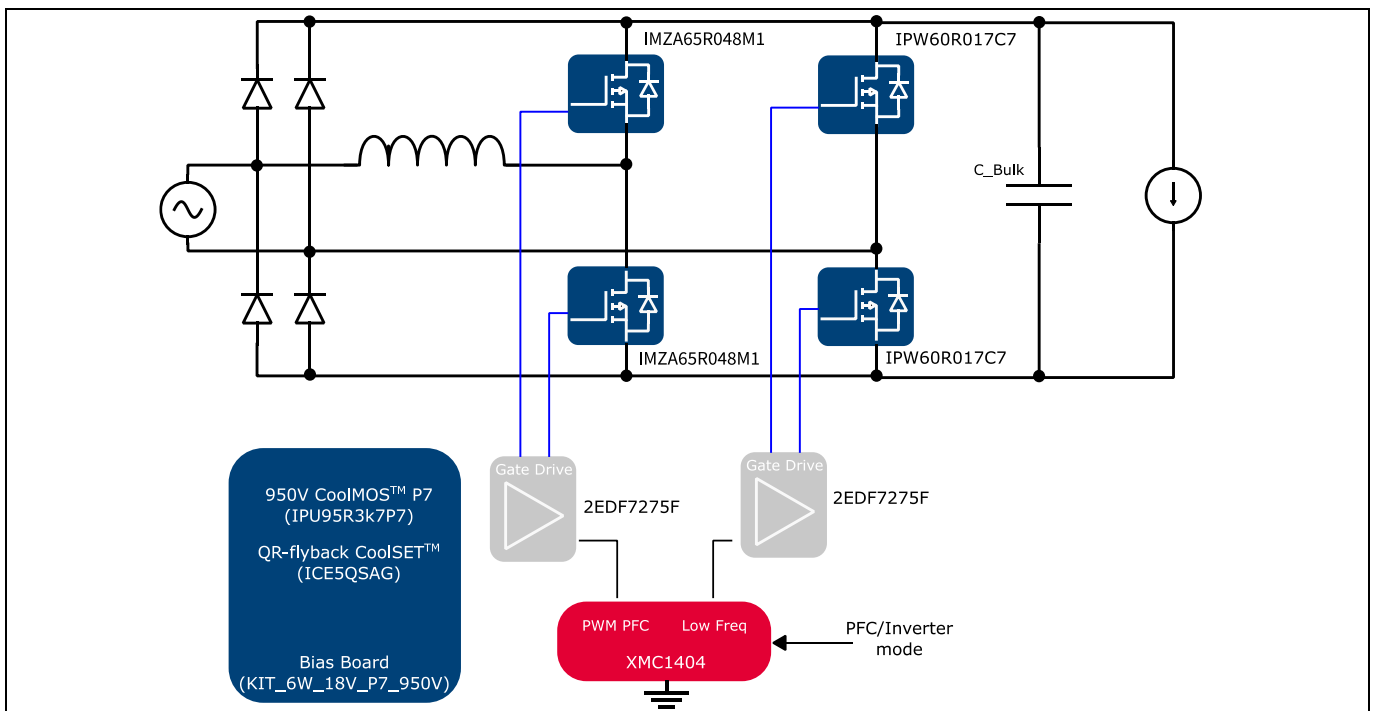 IMZA65R048M1
IPW60R017C7
C_Bulk
IMZA65R048M1
IPW60R017C7
Gate Drive
2EDF7275F
Gate Drive
2EDF7275F
950V CoolMOS™ P7
(IPU95R3k7P7)
QR-flyback CoolSET™
(ICE5QSAG)
Bias Board
(KIT_6W_18V_P7_950V)
PWM PFC
Low Freq
XMC1404
PFC/Inverter
mode